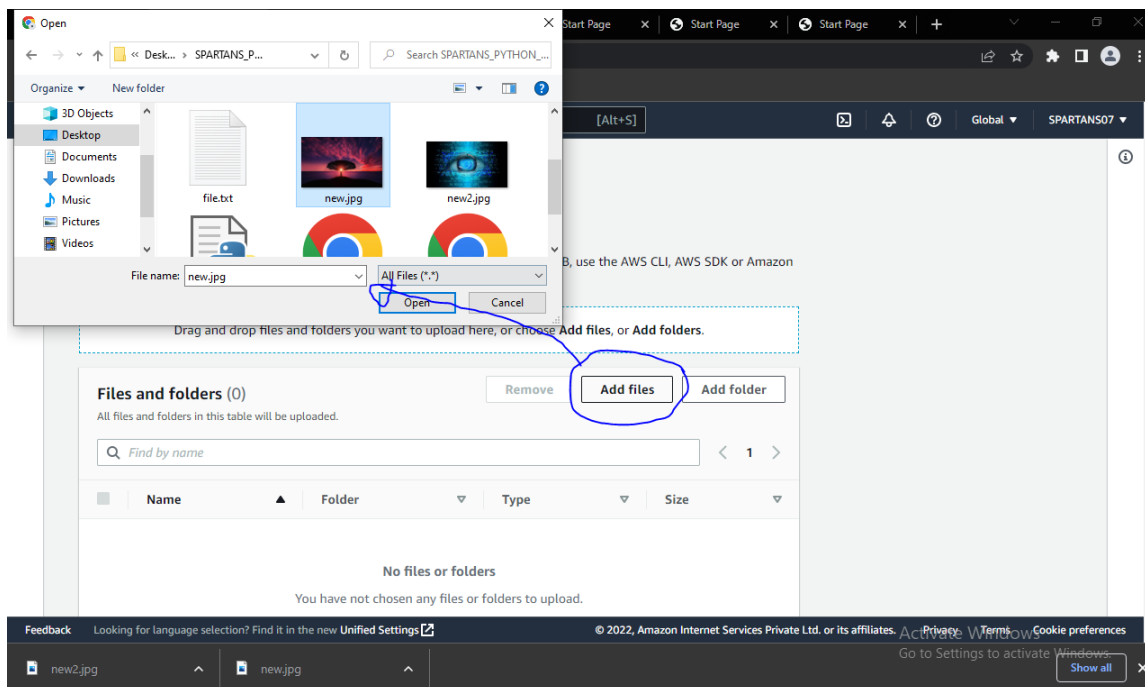 Open
Start Page
Start Page
Start Page
Desk... › SPARTANS_P...
Search SPARTANS_PYTHON_...
Organize
New folder
[Alt+S]
Global
SPARTANS07
3D Objects
Desktop
Documents
Downloads
Music
Pictures
Videos
file.txt
new.jpg
new2.jpg
File name:
new.jpg
All Files (*.*)
Open
Cancel
B, use the AWS CLI, AWS SDK or Amazon
Drag and drop files and folders you want to upload here, or choose Add files, or Add folders.
Files and folders (0)
Remove
Add files
Add folder
All files and folders in this table will be uploaded.
Find by name
1
Name
Folder
Type
Size
No files or folders
You have not chosen any files or folders to upload.
Feedback
Looking for language selection? Find it in the new Unified Settings
© 2022, Amazon Internet Services Private Ltd. or its affiliates.
Privacy
Terms
Cookie preferences
Activate Windows
Go to Settings to activate Windows.
new2.jpg
new.jpg
Show all